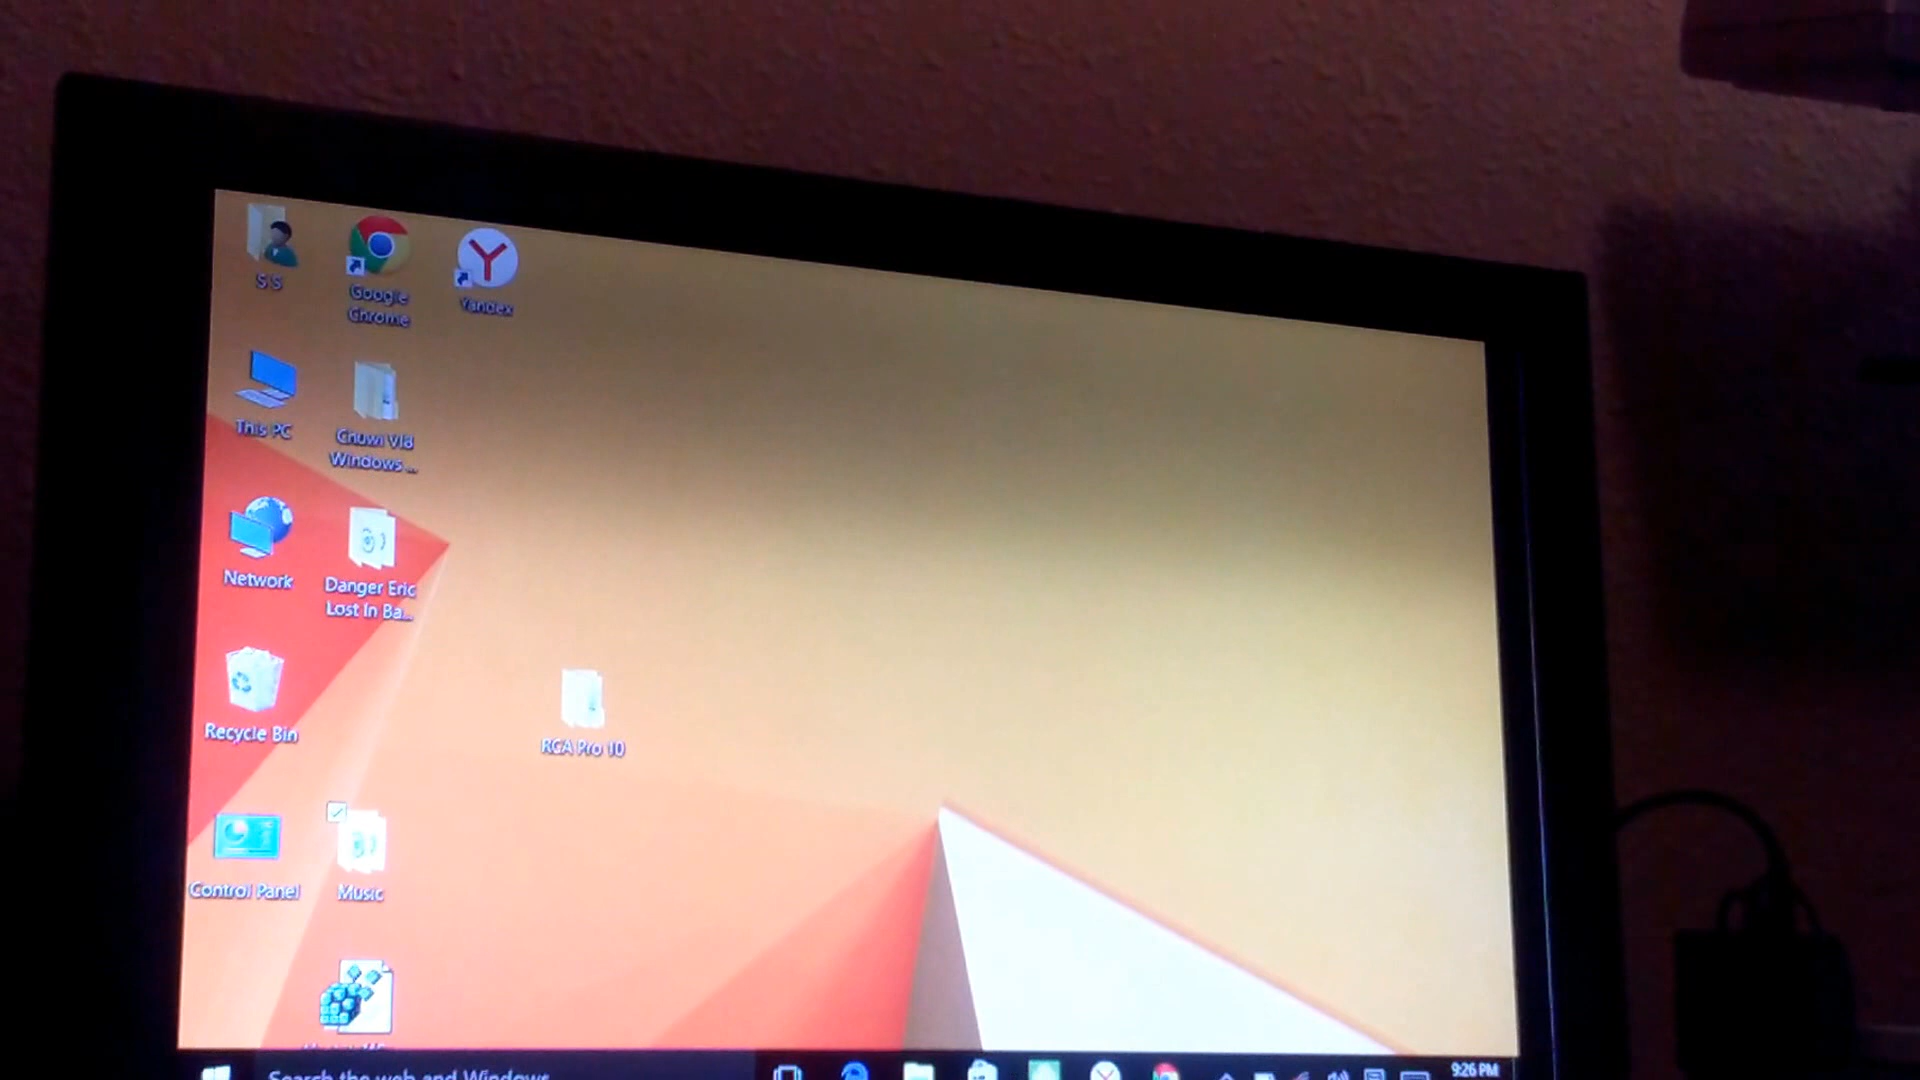 S S
Google
Chrome
Yandex
This PC
Chuwi VI8
Windows ...
Network
Danger Eric
Lost In Ba...
Recycle Bin
RCA Pro 10
Control Panel
Music
Search the web and Windows
9:26 PM